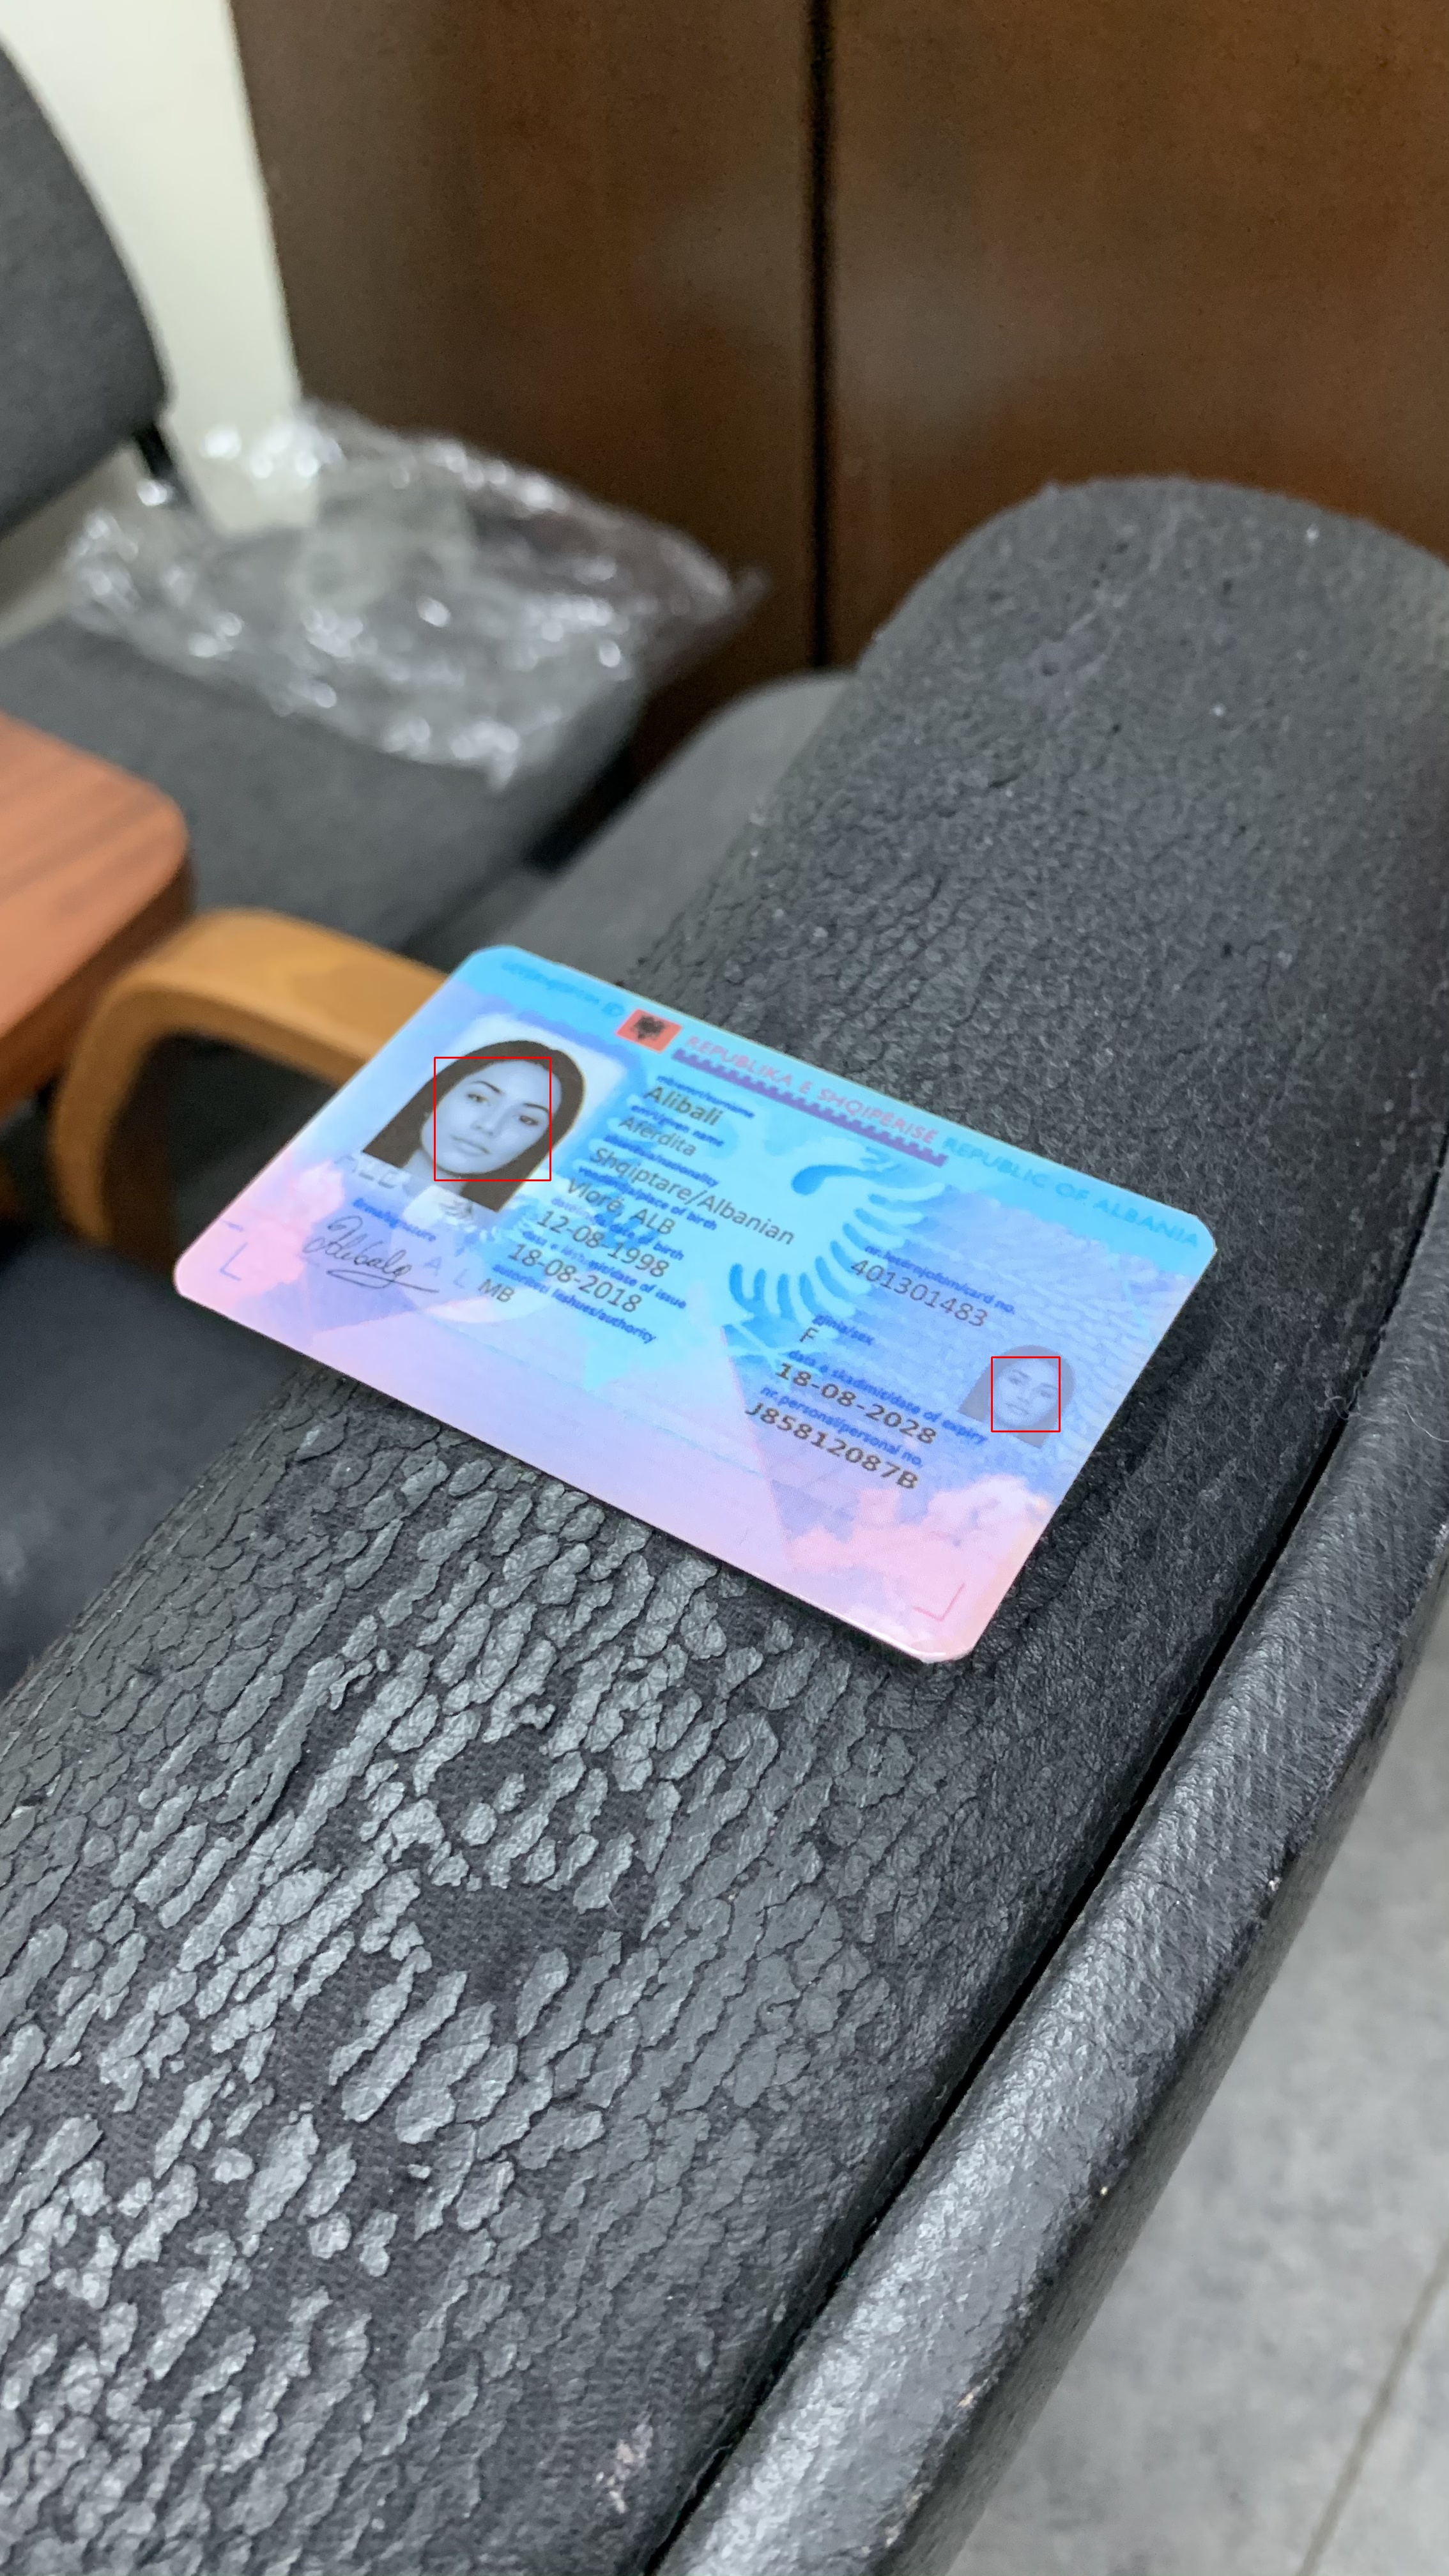 REPUBLIKA E SHQIPËRISË REPUBLIC OF ALBANIA
mbiemri/surname
Alibali
emri/given name
Aferdita
shtetësia/nationality
Shqiptare/Albanian
vendlindja/place of birth
Vlorë, ALB
datëlindja/date of birth
12-08-1998
data e lëshimit/date of issue
18-08-2018
autoriteti lëshues/authority
MB
nr.letërnjoftim/card no.
401301483
gjinia/sex
F
data e skadimit/date of expiry
18-08-2028
nr.personal/personal no.
J85812087B
firma/signature
Alibali